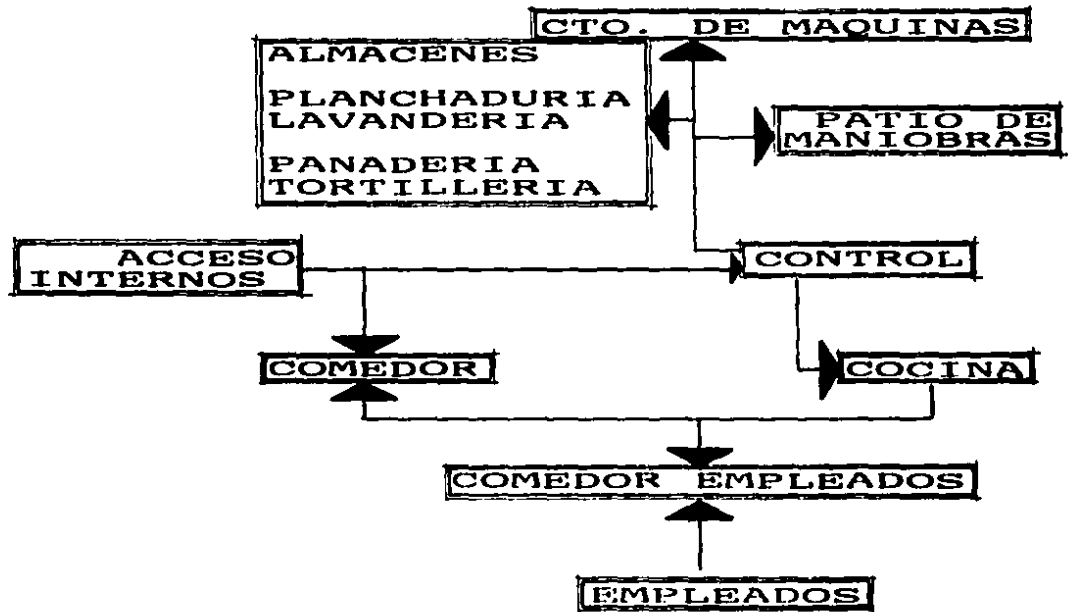 CTO. DE MAQUINAS
ALMACENES
PLANCHADURIA
LAVANDERIA
PANADERIA
TORTILLERIA
PATIO DE
MANIOBRAS
ACCESO
INTERNOS
CONTROL
COMEDOR
COCINA
COMEDOR EMPLEADOS
EMPLEADOS